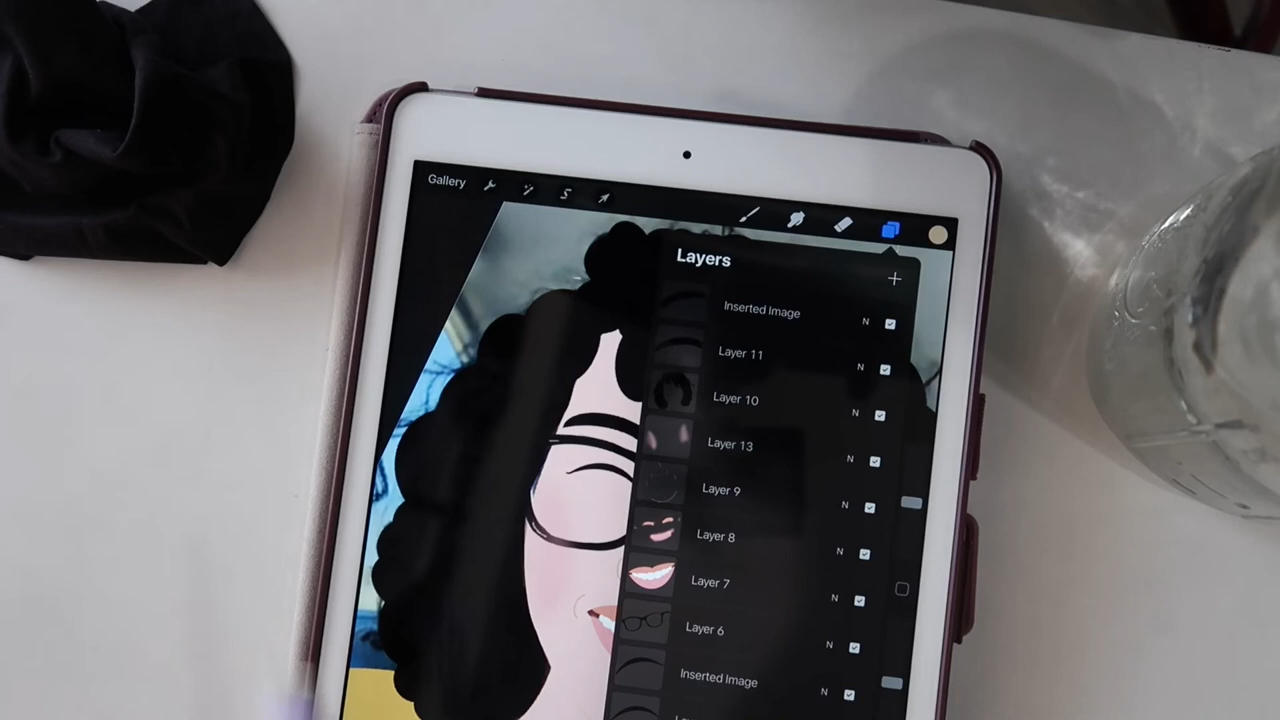 Gallery
Layers
Inserted Image N
Layer 11 N
Layer 10 N
Layer 13 N
Layer 9 N
Layer 8 N
Layer 7 N
Layer 6 N
Inserted Image N